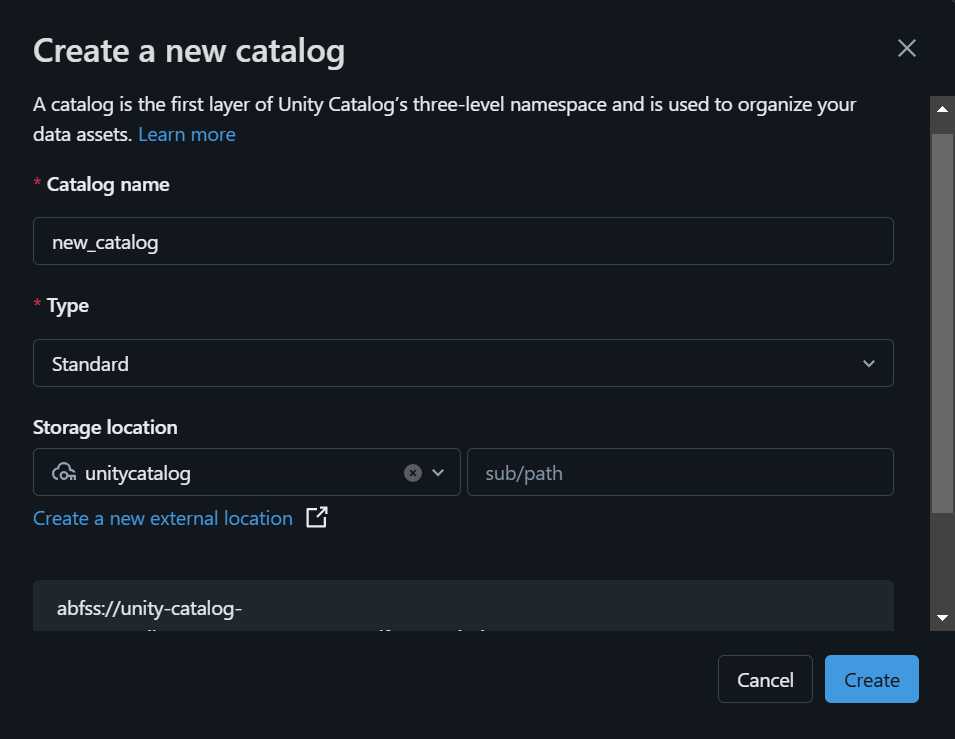 Create a new catalog
A catalog is the first layer of Unity Catalog’s three-level namespace and is used to organize your
data assets. Learn more
* Catalog name
new_catalog
* Type
Standard
Storage location
unitycatalog
sub/path
Create a new external location
abfss://unity-catalog-
Cancel
Create